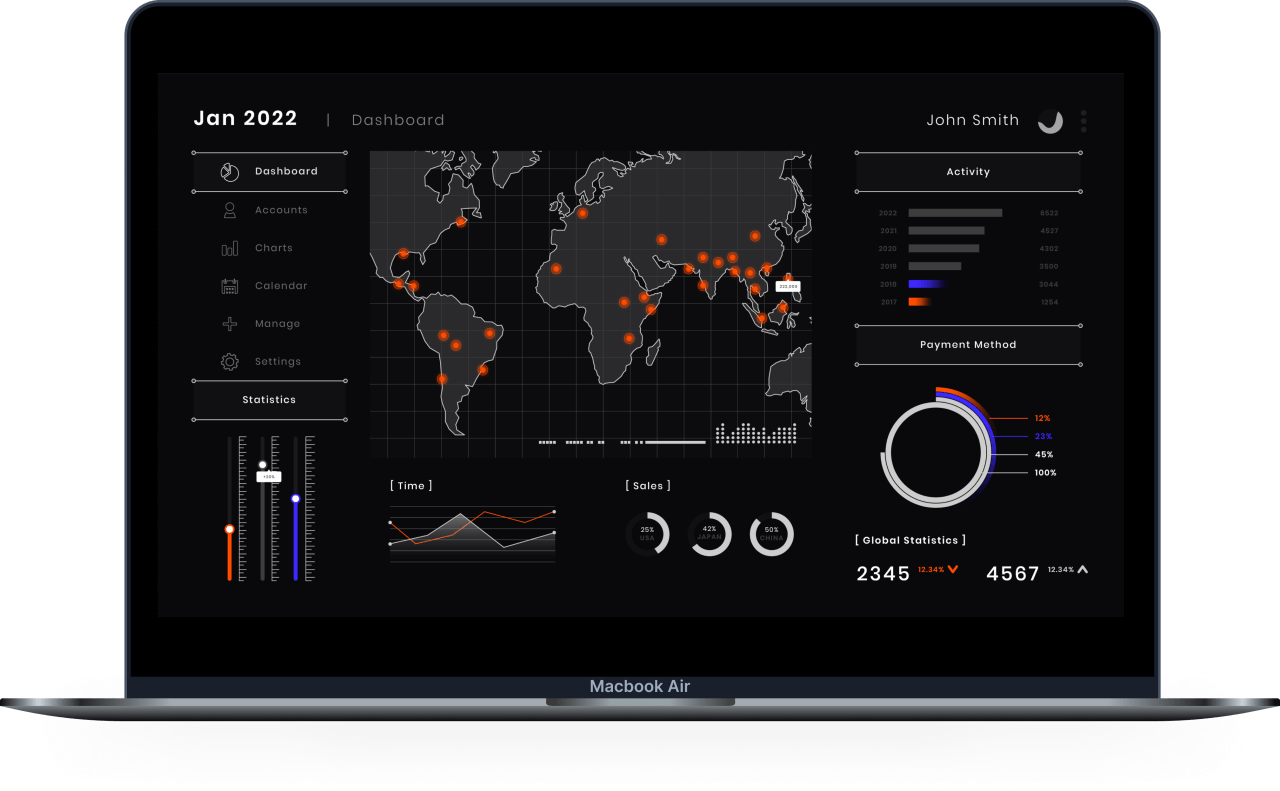 Jan 2022 | Dashboard
John Smith
Dashboard
Accounts
Charts
Calendar
Manage
Settings
Statistics
+20%
222,000
[ Time ]
[ Sales ]
25%
USA
42%
JAPAN
50%
CHINA
Activity
2022 6522
2021 4527
2020 4302
2019 3500
2018 3044
2017 1254
Payment Method
12%
23%
45%
100%
[ Global Statistics ]
2345 12.34%
4567 12.34%
Macbook Air